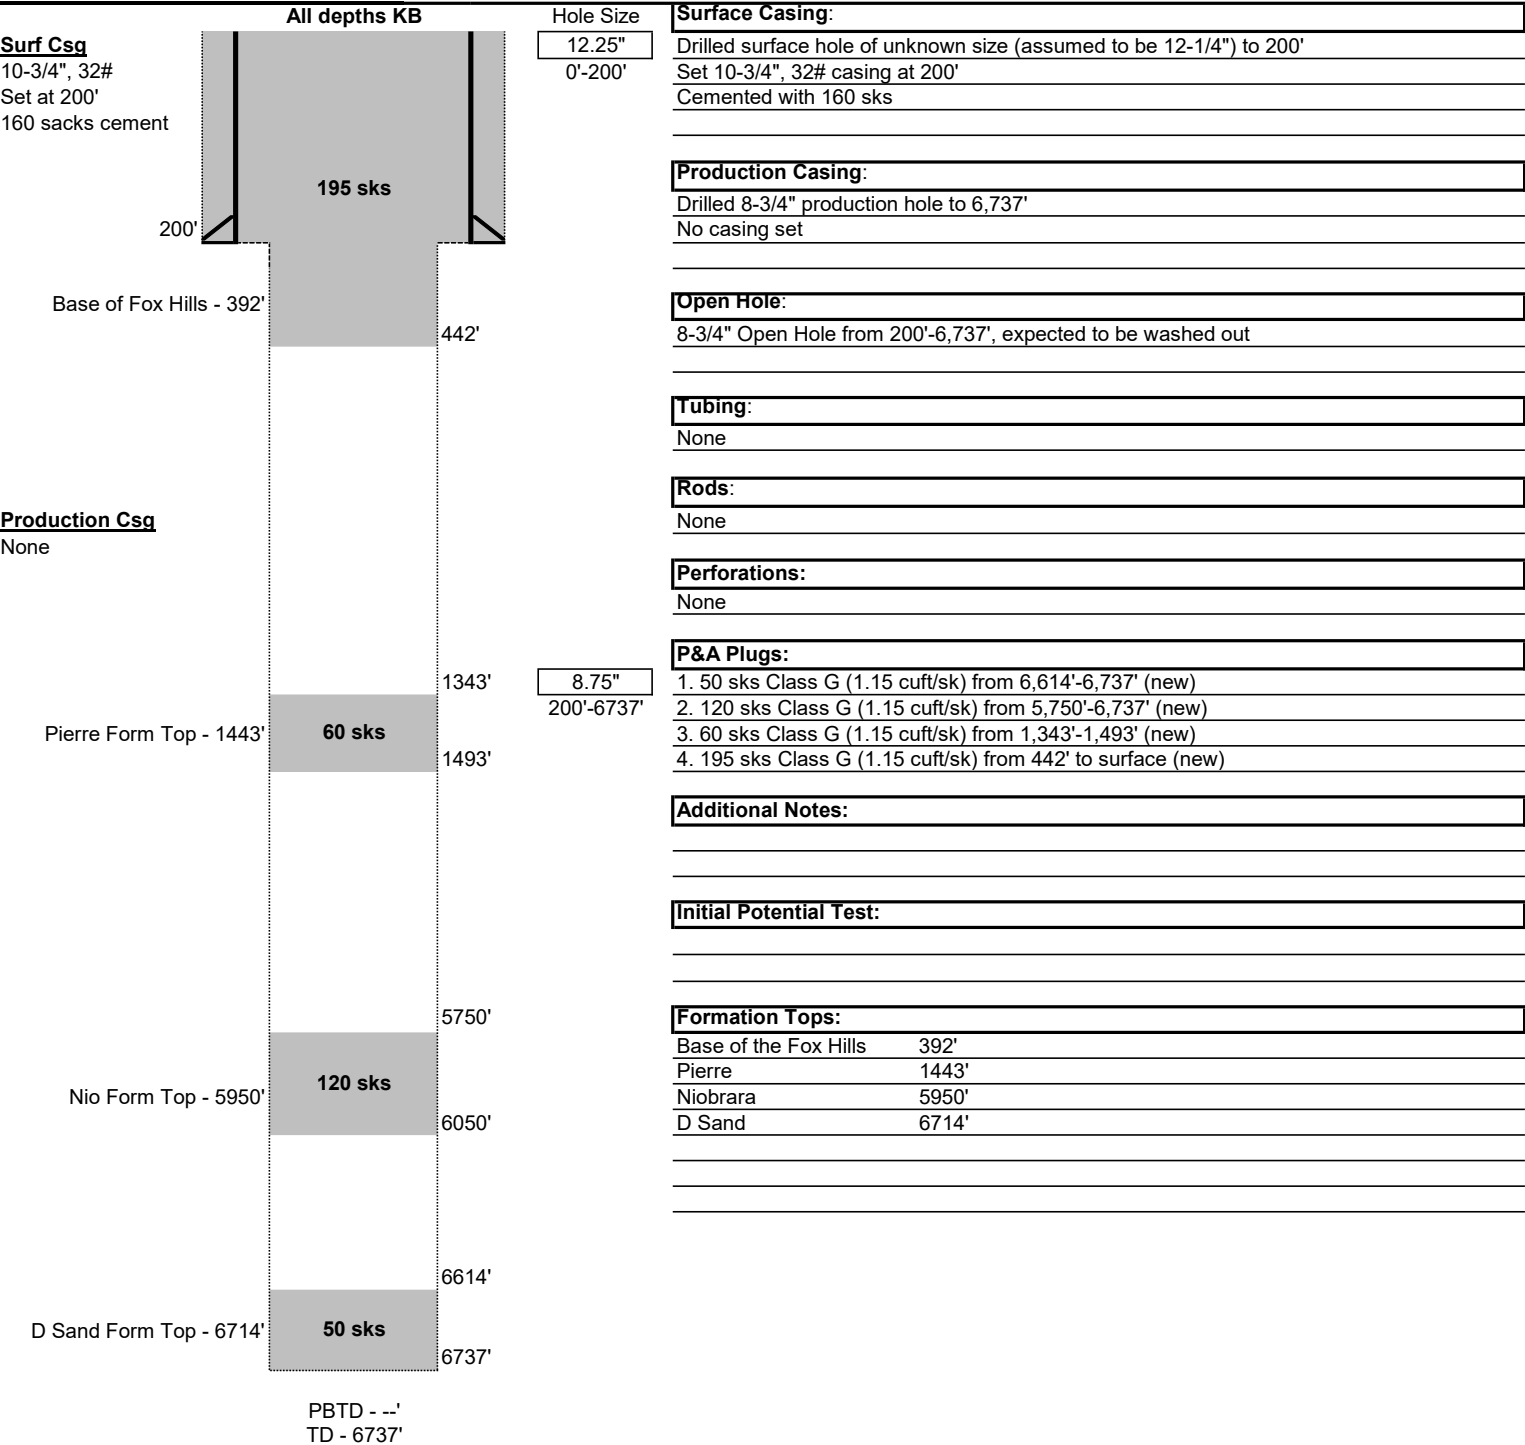 All depths KB
Surf Csg
10-3/4", 32#
Set at 200'
160 sacks cement
195 sks
200'
Base of Fox Hills - 392'
442'
Production Csg
None
1343'
Pierre Form Top - 1443'
60 sks
1493'
5750'
Nio Form Top - 5950'
120 sks
6050'
6614'
D Sand Form Top - 6714'
50 sks
6737'
PBTD - --'
TD - 6737'
Hole Size
12.25"
0'-200'
8.75"
200'-6737'
Surface Casing:
Drilled surface hole of unknown size (assumed to be 12-1/4") to 200'
Set 10-3/4", 32# casing at 200'
Cemented with 160 sks
Production Casing:
Drilled 8-3/4" production hole to 6,737'
No casing set
Open Hole:
8-3/4" Open Hole from 200'-6,737', expected to be washed out
Tubing:
None
Rods:
None
Perforations:
None
P&A Plugs:
1. 50 sks Class G (1.15 cuft/sk) from 6,614'-6,737' (new)
2. 120 sks Class G (1.15 cuft/sk) from 5,750'-6,737' (new)
3. 60 sks Class G (1.15 cuft/sk) from 1,343'-1,493' (new)
4. 195 sks Class G (1.15 cuft/sk) from 442' to surface (new)
Additional Notes:
Initial Potential Test:
Formation Tops:
Base of the Fox Hills 392'
Pierre 1443'
Niobrara 5950'
D Sand 6714'